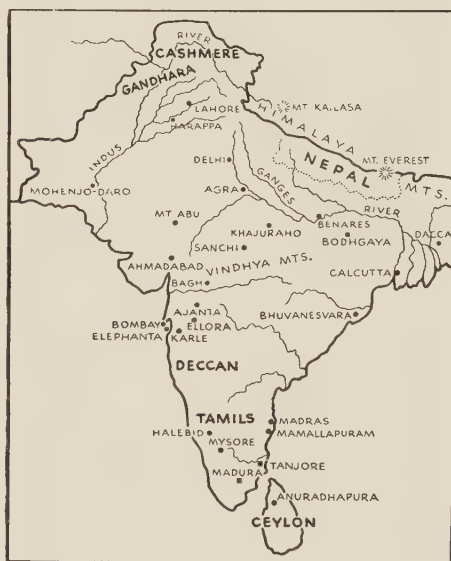 RIVER
CASHMERE
GANDHARA
MT KAILASA
LAHORE
HIMALAYA
HARAPPA
INDUS
DELHI
NEPAL
MT. EVEREST
MTS.
MOHENJO-DARO
AGRA
GANGES
RIVER
MT ABU
BENARES
KHAJURAHO
BODHGAYA
DACCA
SANCHI
AHMADABAD
VINDHYA MTS.
CALCUTTA
BAGH
AJANTA
BHUVANESVARA
BOMBAY
ELLORA
ELEPHANTA
KARLE
DECCAN
TAMILS
MADRAS
HALEBID
MAMALLAPURAM
MYSORE
TANJORE
MADURA
ANURADHAPURA
CEYLON